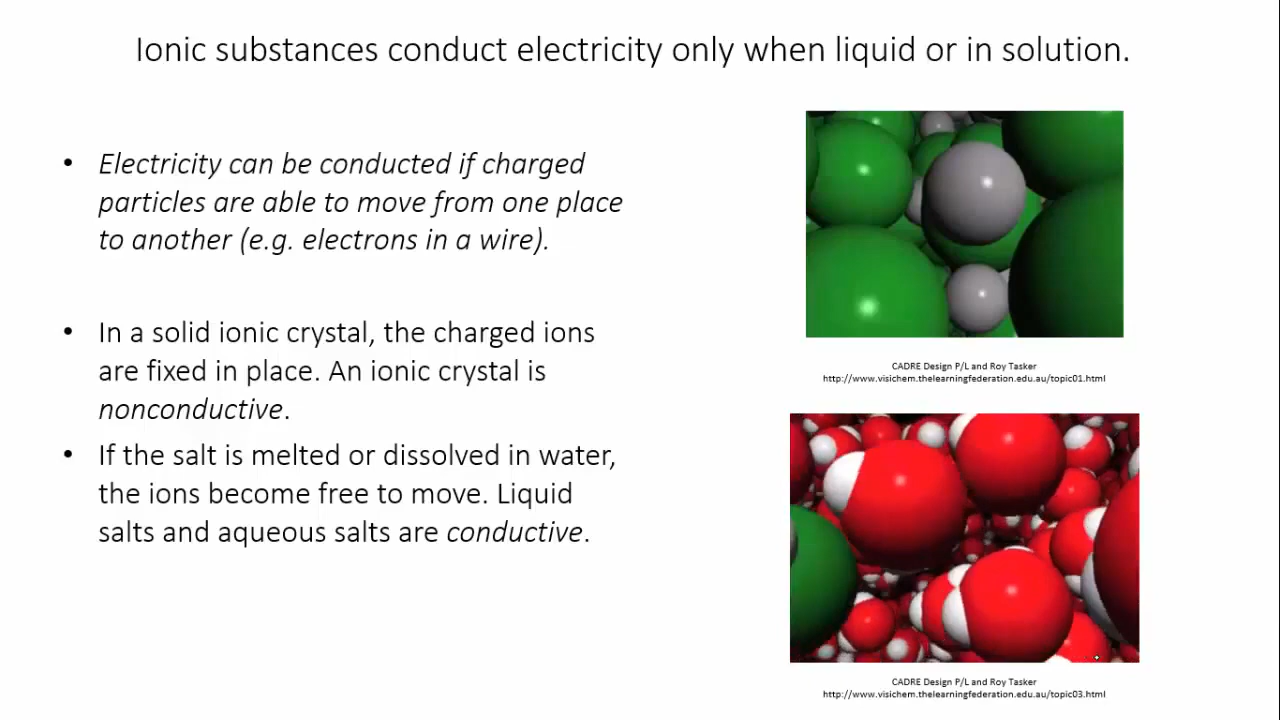 Ionic substances conduct electricity only when liquid or in solution.
• Electricity can be conducted if charged
particles are able to move from one place
to another (e.g. electrons in a wire).
• In a solid ionic crystal, the charged ions
are fixed in place. An ionic crystal is
nonconductive.
• If the salt is melted or dissolved in water,
the ions become free to move. Liquid
salts and aqueous salts are conductive.
CADRE Design P/L and Roy Tasker
http://www.visichem.thelearningfederation.edu.au/topic01.html
CADRE Design P/L and Roy Tasker
http://www.visichem.thelearningfederation.edu.au/topic03.html